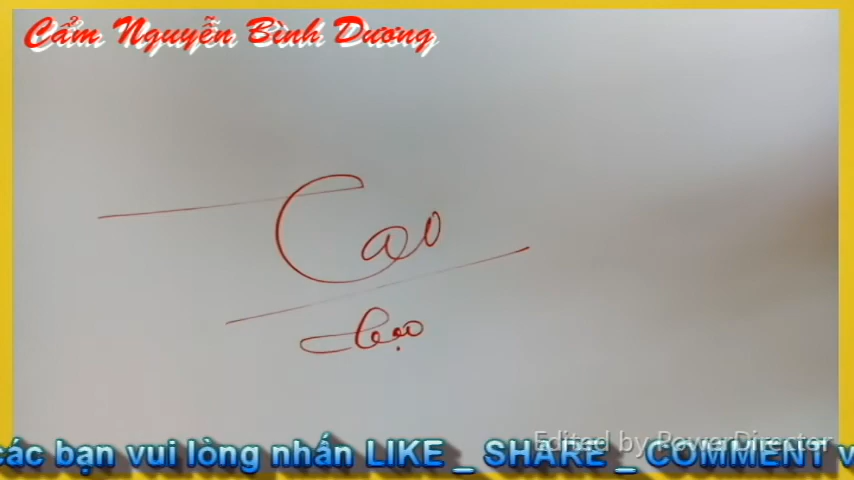 Cẩm Nguyễn Bình Dương
Cao
các bạn vui lòng nhấn LIKE _ SHARE _ COMMENT v
Edited by PowerDirector